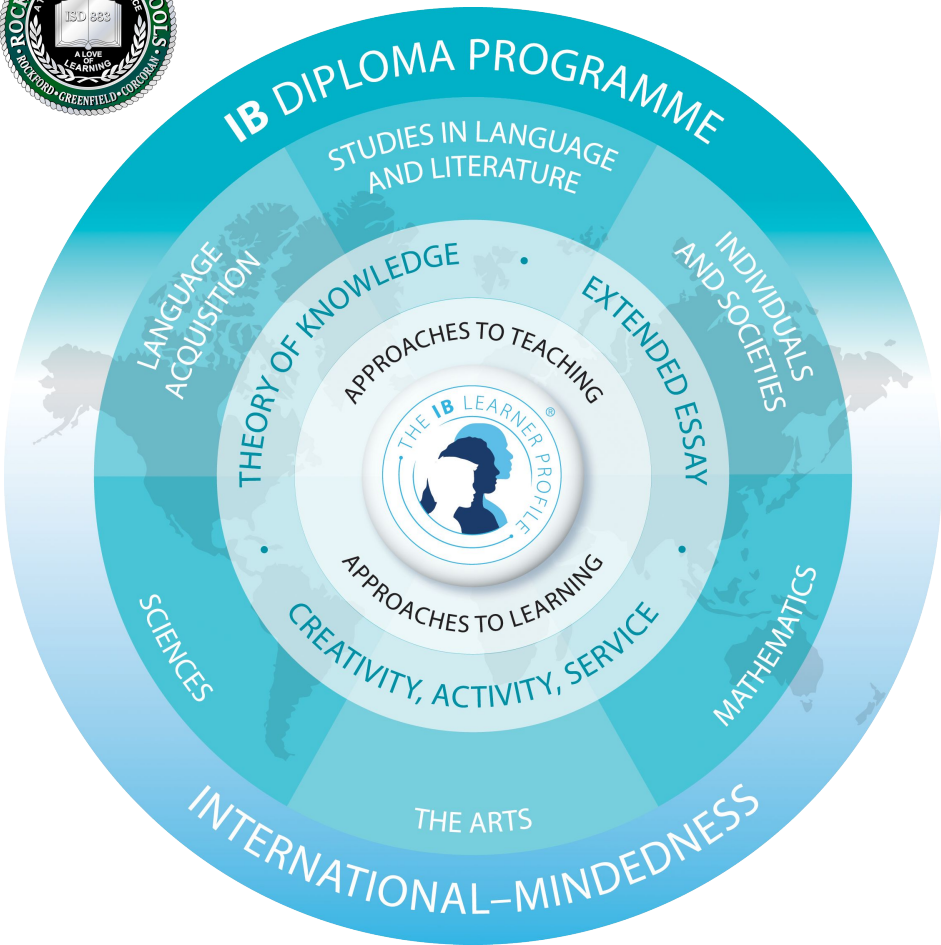 ISD 883
A LOVE
OF
LEARNING
ROCKFORD • GREENFIELD • CORCORAN
IB DIPLOMA PROGRAMME
STUDIES IN LANGUAGE
AND LITERATURE
LANGUAGE
ACQUISITION
INDIVIDUALS
AND SOCIETIES
THEORY OF KNOWLEDGE
•
EXTENDED ESSAY
APPROACHES TO TEACHING
THE IB LEARNER PROFILE
®
APPROACHES TO LEARNING
•
CREATIVITY, ACTIVITY, SERVICE
•
SCIENCES
MATHEMATICS
THE ARTS
INTERNATIONAL–MINDEDNESS